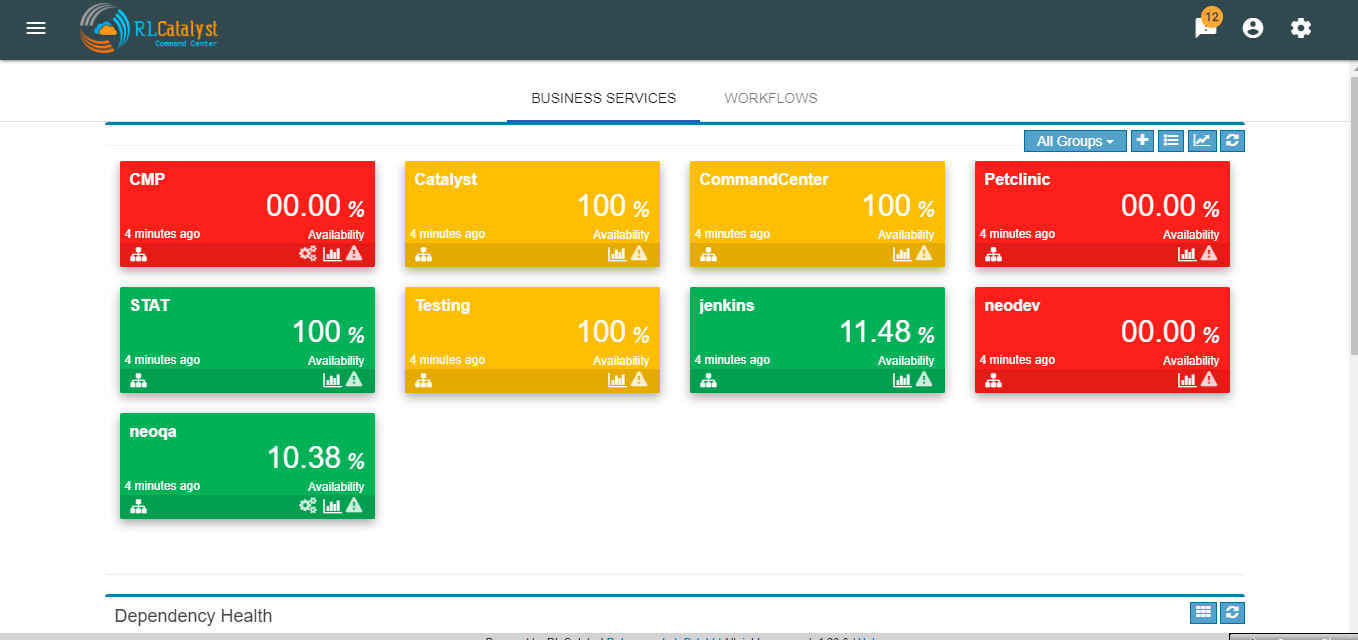 12
RLCatalyst
Command Center
BUSINESS SERVICES WORKFLOWS
All Groups
CMP
00.00 %
4 minutes ago Availability
Catalyst
100 %
4 minutes ago Availability
CommandCenter
100 %
4 minutes ago Availability
Petclinic
00.00 %
4 minutes ago Availability
STAT
100 %
4 minutes ago Availability
Testing
100 %
4 minutes ago Availability
jenkins
11.48 %
4 minutes ago Availability
neodev
00.00 %
4 minutes ago Availability
neoqa
10.38 %
4 minutes ago Availability
Dependency Health